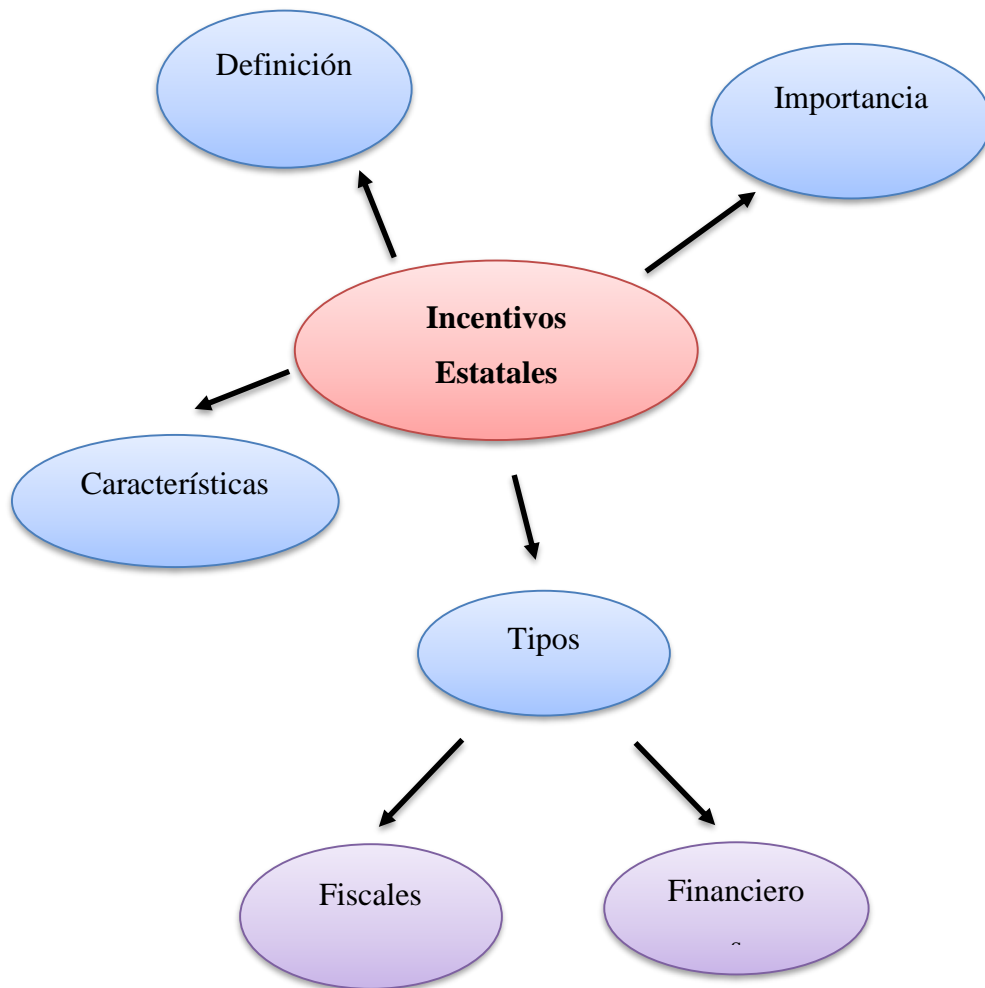 Definición
Importancia
Incentivos
Estatales
Características
Tipos
Fiscales
Financiero